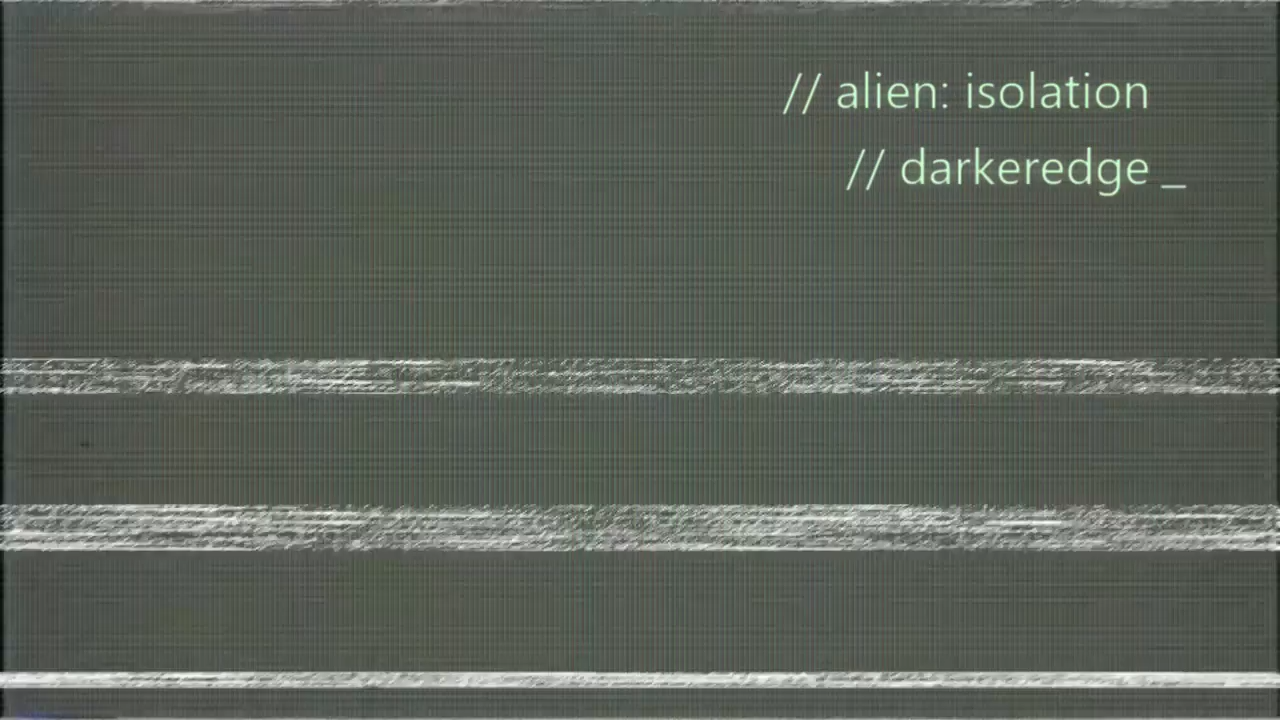 // alien: isolation
// darkeredge _